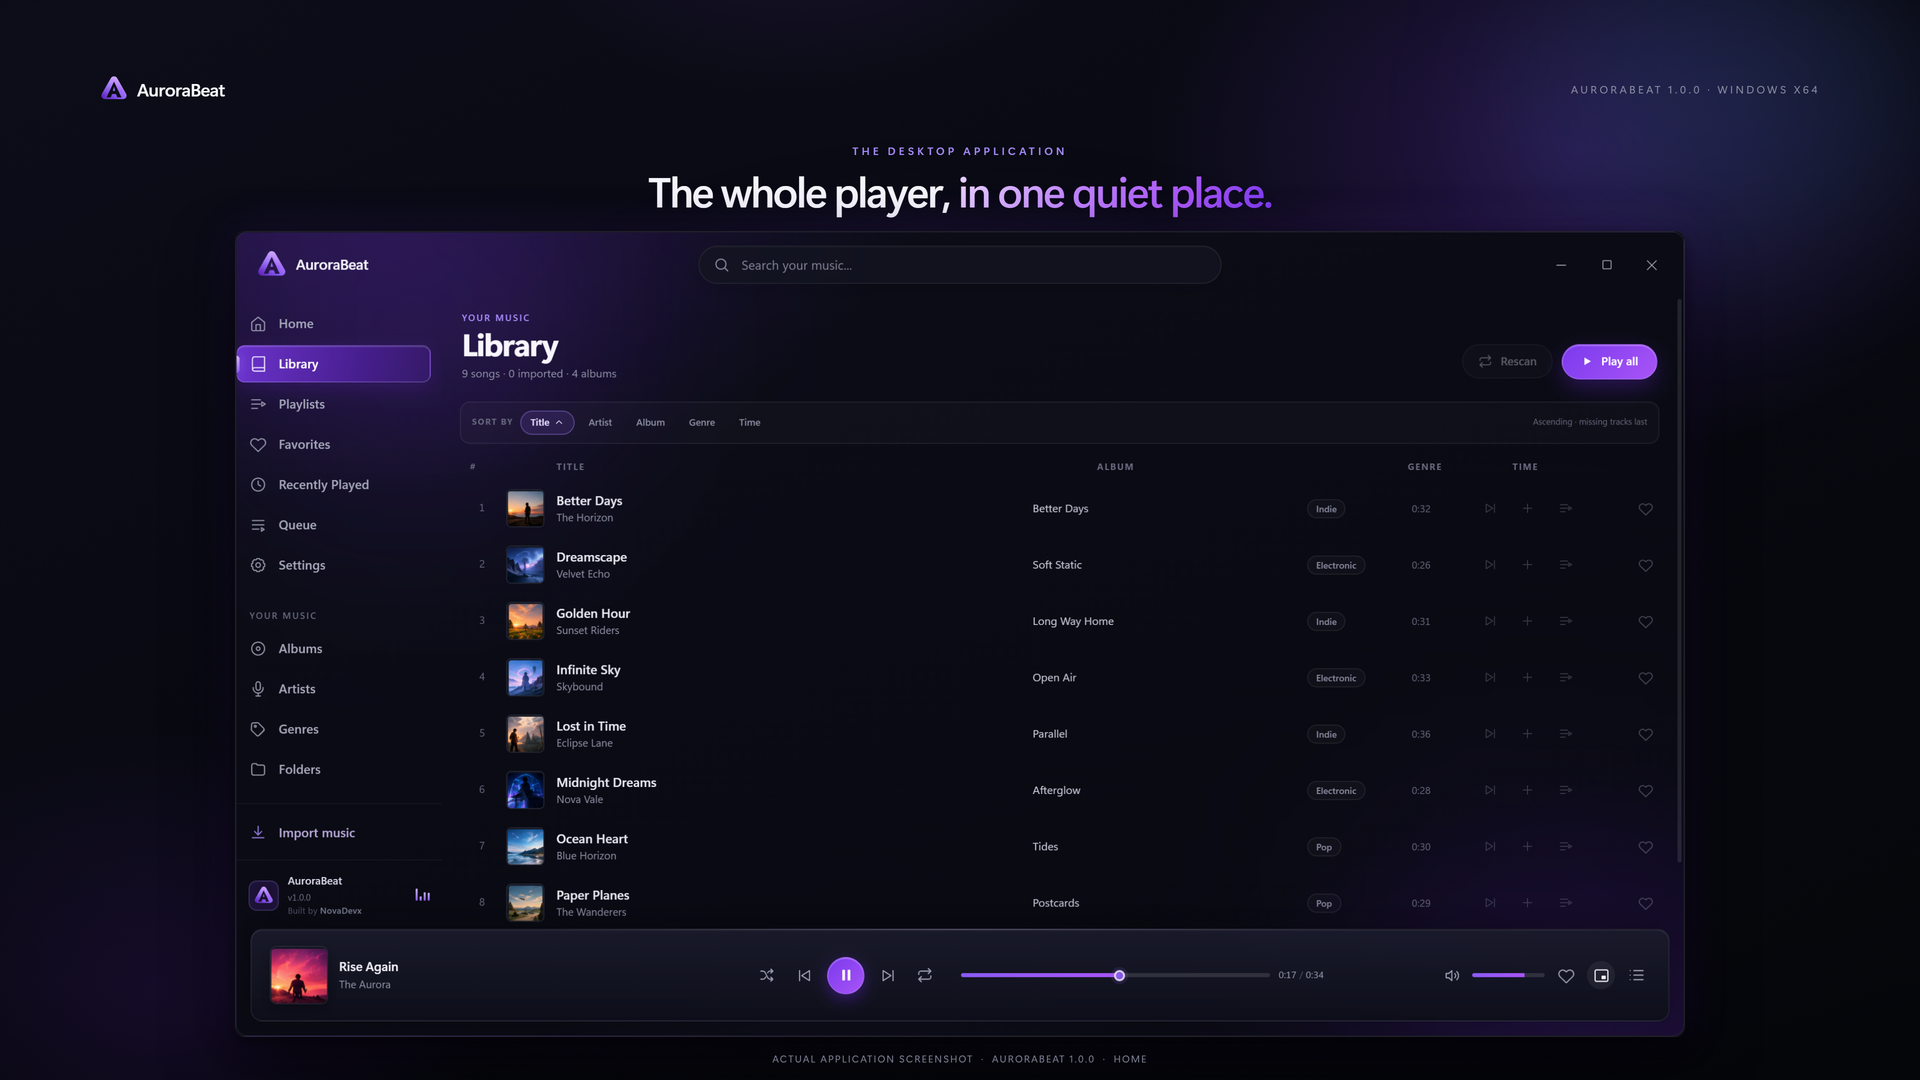 AuroraBeat
AURORABEAT 1.0.0 · WINDOWS X64
THE DESKTOP APPLICATION
The whole player, in one quiet place.
AuroraBeat
Search your music...
Home
Library
Playlists
Favorites
Recently Played
Queue
Settings
YOUR MUSIC
Albums
Artists
Genres
Folders
Import music
AuroraBeat
v1.0.0
Built by NovaDevx
YOUR MUSIC
Library
9 songs · 0 imported · 4 albums
Rescan
Play all
SORT BY Title Artist Album Genre Time
Ascending · missing tracks last
# TITLE ALBUM GENRE TIME
1 Better Days Better Days Indie 0:32
The Horizon
2 Dreamscape Soft Static Electronic 0:26
Velvet Echo
3 Golden Hour Long Way Home Indie 0:31
Sunset Riders
4 Infinite Sky Open Air Electronic 0:33
Skybound
5 Lost in Time Parallel Indie 0:36
Eclipse Lane
6 Midnight Dreams Afterglow Electronic 0:28
Nova Vale
7 Ocean Heart Tides Pop 0:30
Blue Horizon
8 Paper Planes Postcards Pop 0:29
The Wanderers
Rise Again
The Aurora
0:17 / 0:34
ACTUAL APPLICATION SCREENSHOT · AURORABEAT 1.0.0 · HOME